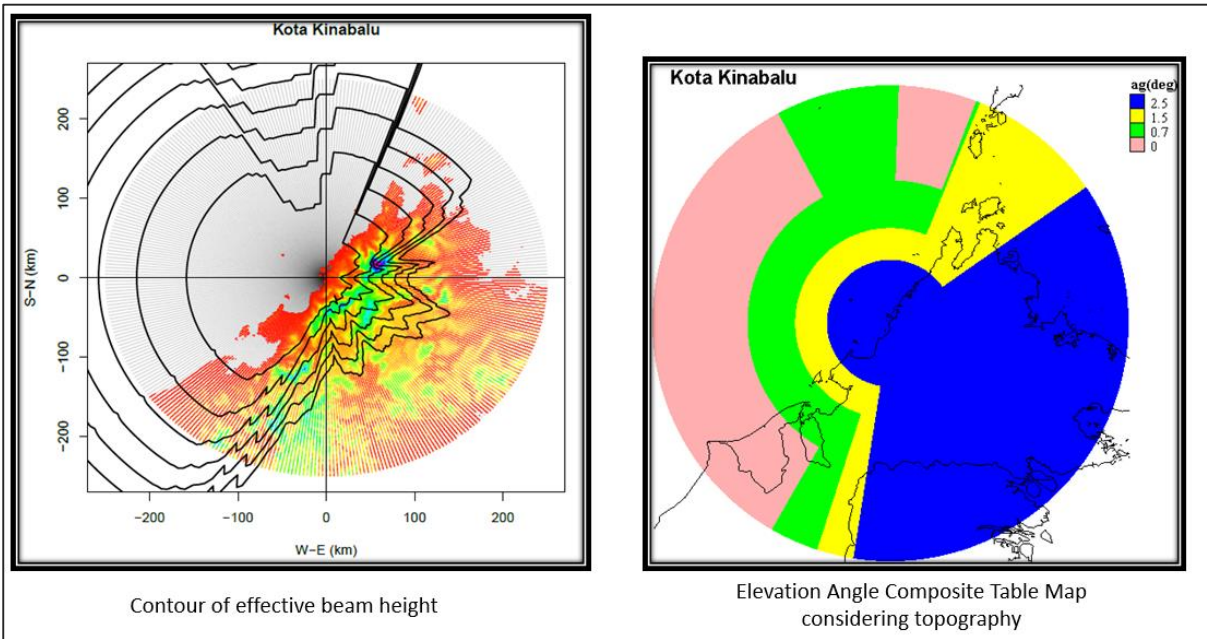 Kota Kinabalu
200
100
0
−100
−200
S−N (km)
−200
−100
0
100
200
W−E (km)
Contour of effective beam height
Kota Kinabalu
ag(deg)
2.5
1.5
0.7
0
Elevation Angle Composite Table Map
considering topography